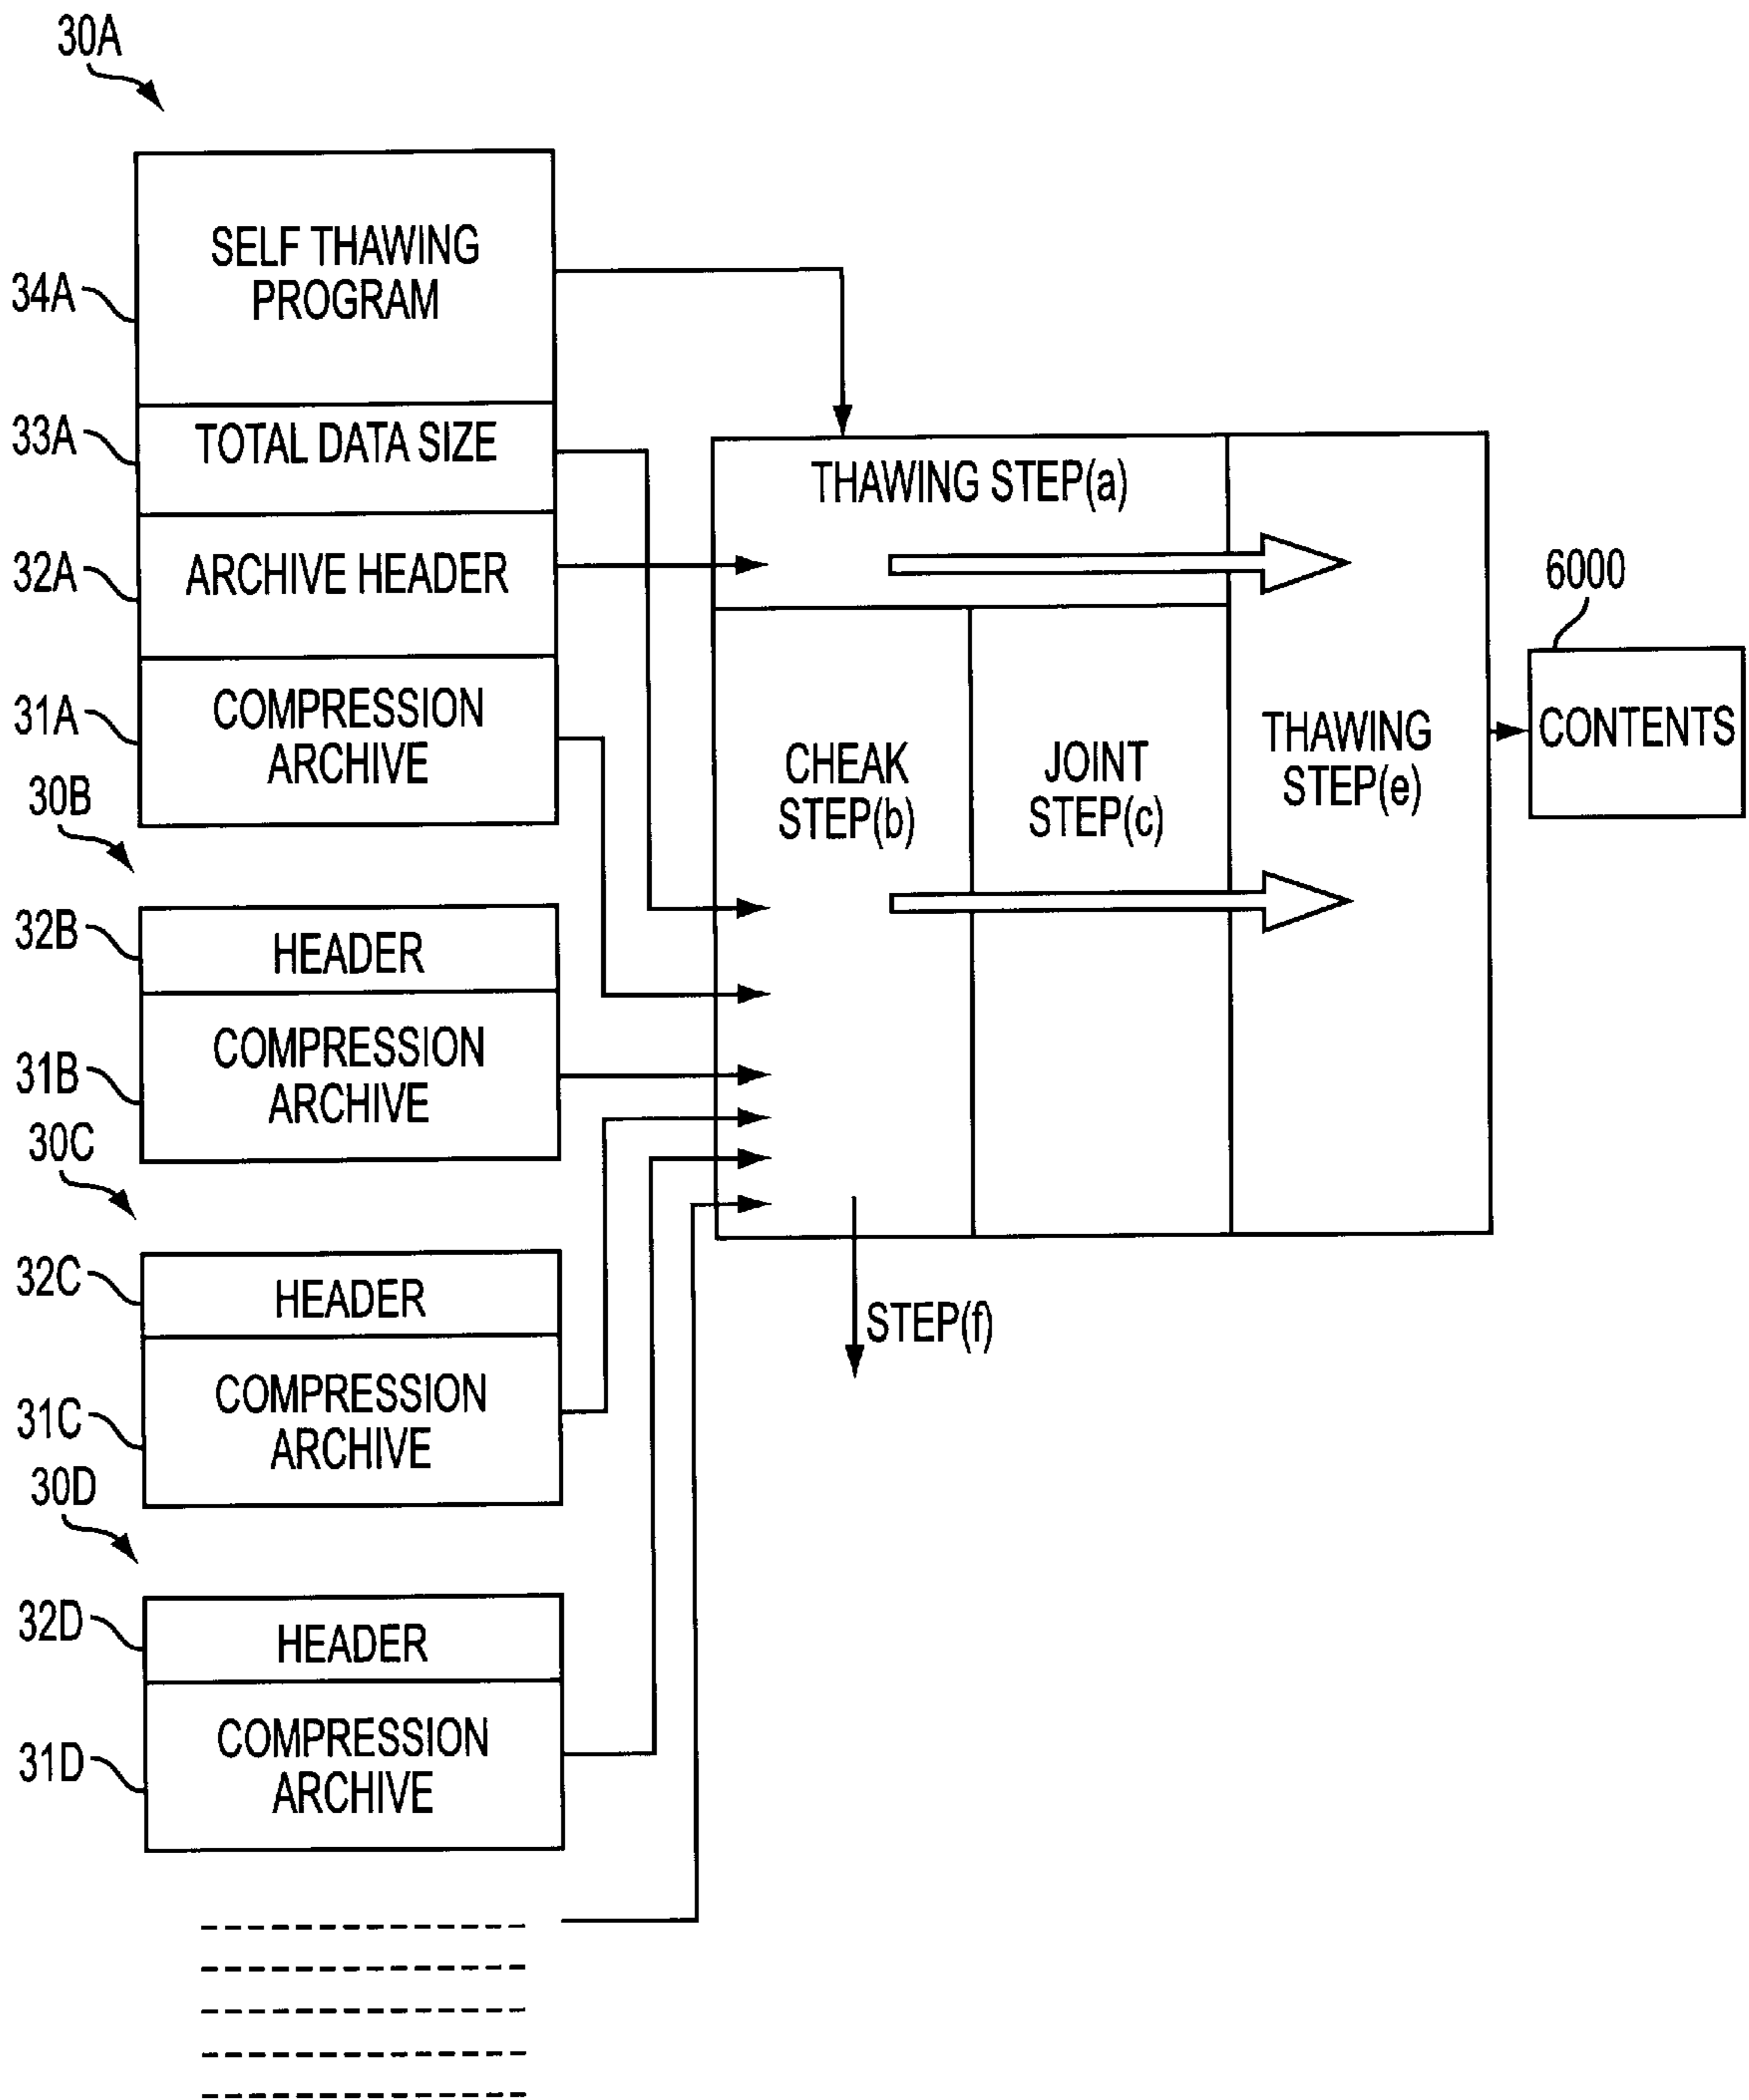 30A
34A
SELF THAWING
PROGRAM
33A
TOTAL DATA SIZE
32A
ARCHIVE HEADER
31A
COMPRESSION
ARCHIVE
30B
32B
HEADER
31B
COMPRESSION
ARCHIVE
30C
32C
HEADER
31C
COMPRESSION
ARCHIVE
30D
32D
HEADER
31D
COMPRESSION
ARCHIVE
THAWING STEP(a)
CHEAK
STEP(b)
JOINT
STEP(c)
THAWING
STEP(e)
STEP(f)
6000
CONTENTS